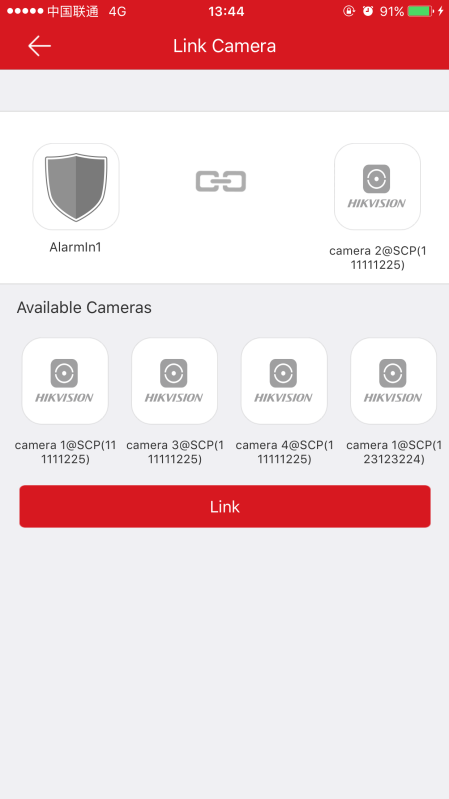 中国联通 4G 13:44 91%
Link Camera
HIKVISION
AlarmIn1
camera 2@SCP(1
11111225)
Available Cameras
HIKVISION HIKVISION HIKVISION HIKVISION
camera 1@SCP(11 camera 3@SCP(1 camera 4@SCP(1 camera 1@SCP(1
1111225) 11111225) 11111225) 23123224)
Link